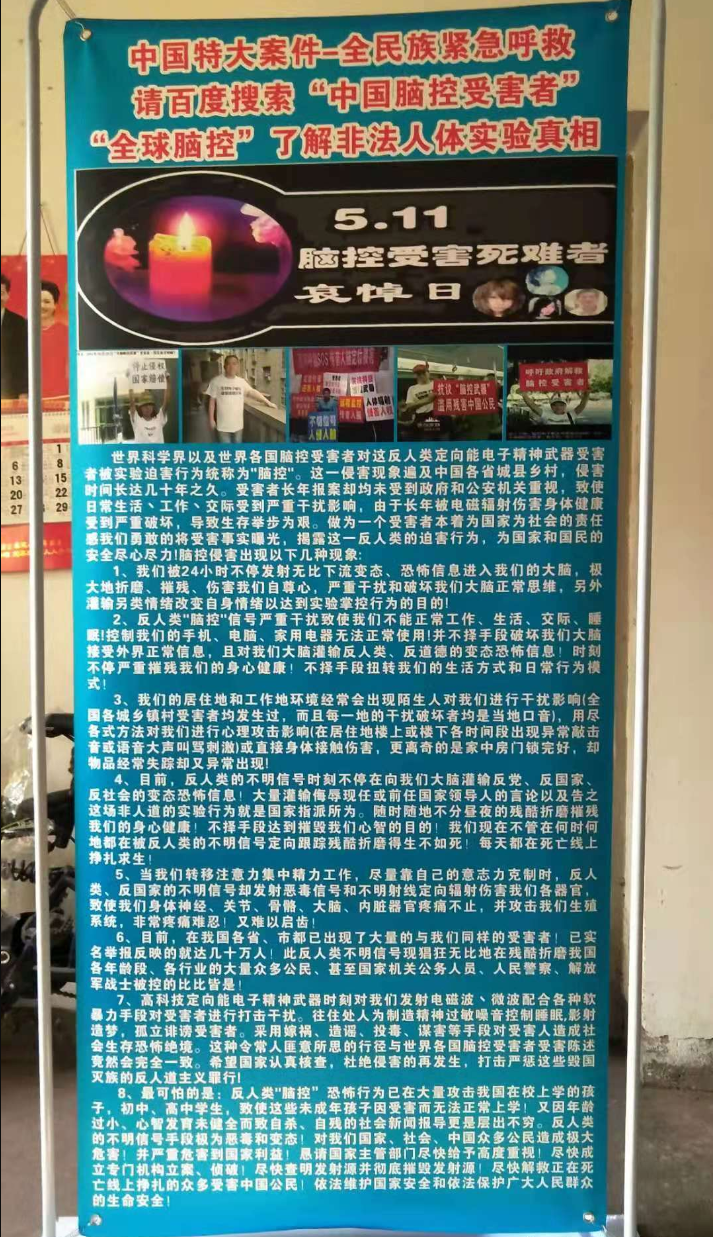 中国特大案件-全民族紧急呼救
请百度搜索“中国脑控受害者”
“全球脑控”了解非法人体实验真相
5.11
脑控受害死难者
哀悼日
停止侵权
国家赔偿
抗议“脑控武器”
滥用残害中国公民
呼吁政府解救
脑控受害者
世界科学界以及世界各国脑控受害者对这反人类定向能电子精神武器受害
者被实验迫害行为统称为"脑控"。这一侵害现象遍及中国各省城县乡村，侵害
时间长达几十年之久。受害者长年报案却均未受到政府和公安机关重视，致使
日常生活丶工作丶交际受到严重干扰影响，由于长年被电磁辐射伤害身体健康
受到严重破坏，导致生存举步为艰。做为一个受害者本着为国家为社会的责任
感我们勇敢的将受害事实曝光，揭露这一反人类的迫害行为，为国家和国民的
安全尽心尽力!脑控侵害出现以下几种现象:
1、我们被24小时不停发射无比下流变态、恐怖信息进入我们的大脑，极
大地折磨、摧残、伤害我们自尊心，严重干扰和破坏我们大脑正常思维，另外
灌输另类情绪改变自身情绪以达到实验掌控行为的目的!
2、反人类"脑控"信号严重干扰致使我们不能正常工作、生活、交际、睡
眠!控制我们的手机、电脑、家用电器无法正常使用!并不择手段破坏我们大脑
接受外界正常信息，且对我们大脑灌输反人类、反道德的变态恐怖信息！时刻
不停严重摧残我们的身心健康！不择手段扭转我们的生活方式和日常行为模
式！
3、我们的居住地和工作地环境经常会出现陌生人对我们进行干扰影响(全
国各城乡镇村受害者均发生过，而且每一地的干扰破坏者均是当地口音)，用尽
各式方法对我们进行心理攻击影响(在居住地楼上或楼下各时间段出现异常敲击
音或语音大声叫骂刺激)或直接身体接触伤害，更离奇的是家中房门锁完好，却
物品经常失踪却又异常出现!
4、目前，反人类的不明信号时刻不停在向我们大脑灌输反党、反国家、
反社会的变态恐怖信息！大量灌输侮辱现任或前任国家领导人的言论以及告之
这场非人道的实验行为就是国家指派所为。随时随地不分昼夜的残酷折磨摧残
我们的身心健康！不择手段达到摧毁我们心智的目的！我们现在不管在何时何
地都在被反人类的不明信号定向跟踪残酷折磨得生不如死！每天都在死亡线上
挣扎求生！
5、当我们转移注意力集中精力工作，尽量靠自己的意志力克制时，反人
类、反国家的不明信号却发射恶毒信号和不明射线定向辐射伤害我们各器官，
致使我们身体神经、关节、骨骼、大脑、内脏器官疼痛不止，并攻击我们生殖
系统，非常疼痛难忍！又难以启齿！
6、目前，在我国各省、市都已出现了大量的与我们同样的受害者！已实
名举报反映的就达几十万人！此反人类不明信号现猖狂无比地在残酷折磨我国
各年龄段、各行业的大量众多公民、甚至国家机关公务人员、人民警察、解放
军战士被控的比比皆是！
7、高科技定向能电子精神武器时刻对我们发射电磁波丶微波配合各种软
暴力手段对受害者进行打击干扰。往住处人为制造精神过敏噪音控制睡眠,影射
造梦，孤立诽谤受害者。采用嫁祸、造谣、投毒、谋害等手段对受害人造成社
会生存恐怖绝境。这种令常人匪意所思的行径与世界各国脑控受害者受害陈述
竟然会完全一致。希望国家认真核查，杜绝侵害的再发生，打击严惩这些毁国
灭族的反人道主义罪行!
8、最可怕的是：反人类"脑控"恐怖行为已在大量攻击我国在校上学的孩
子，初中、高中学生，致使这些未成年孩子因受害而无法正常上学！又因年龄
过小、心智发育未健全而致自杀、自残的社会新闻报导更是层出不穷。反人类
的不明信号手段极为恶毒和变态！对我们国家、社会、中国众多公民造成极大
危害！并严重危害到国家利益！恳请国家主管部门尽快给予高度重视！尽快成
立专门机构立案、侦破！尽快查明发射源并彻底摧毁发射源！尽快解救正在死
亡线上挣扎的众多受害中国公民！依法维护国家安全和依法保护广大人民群众
的生命安全！
1
6 8
13 15
20 22
27 29